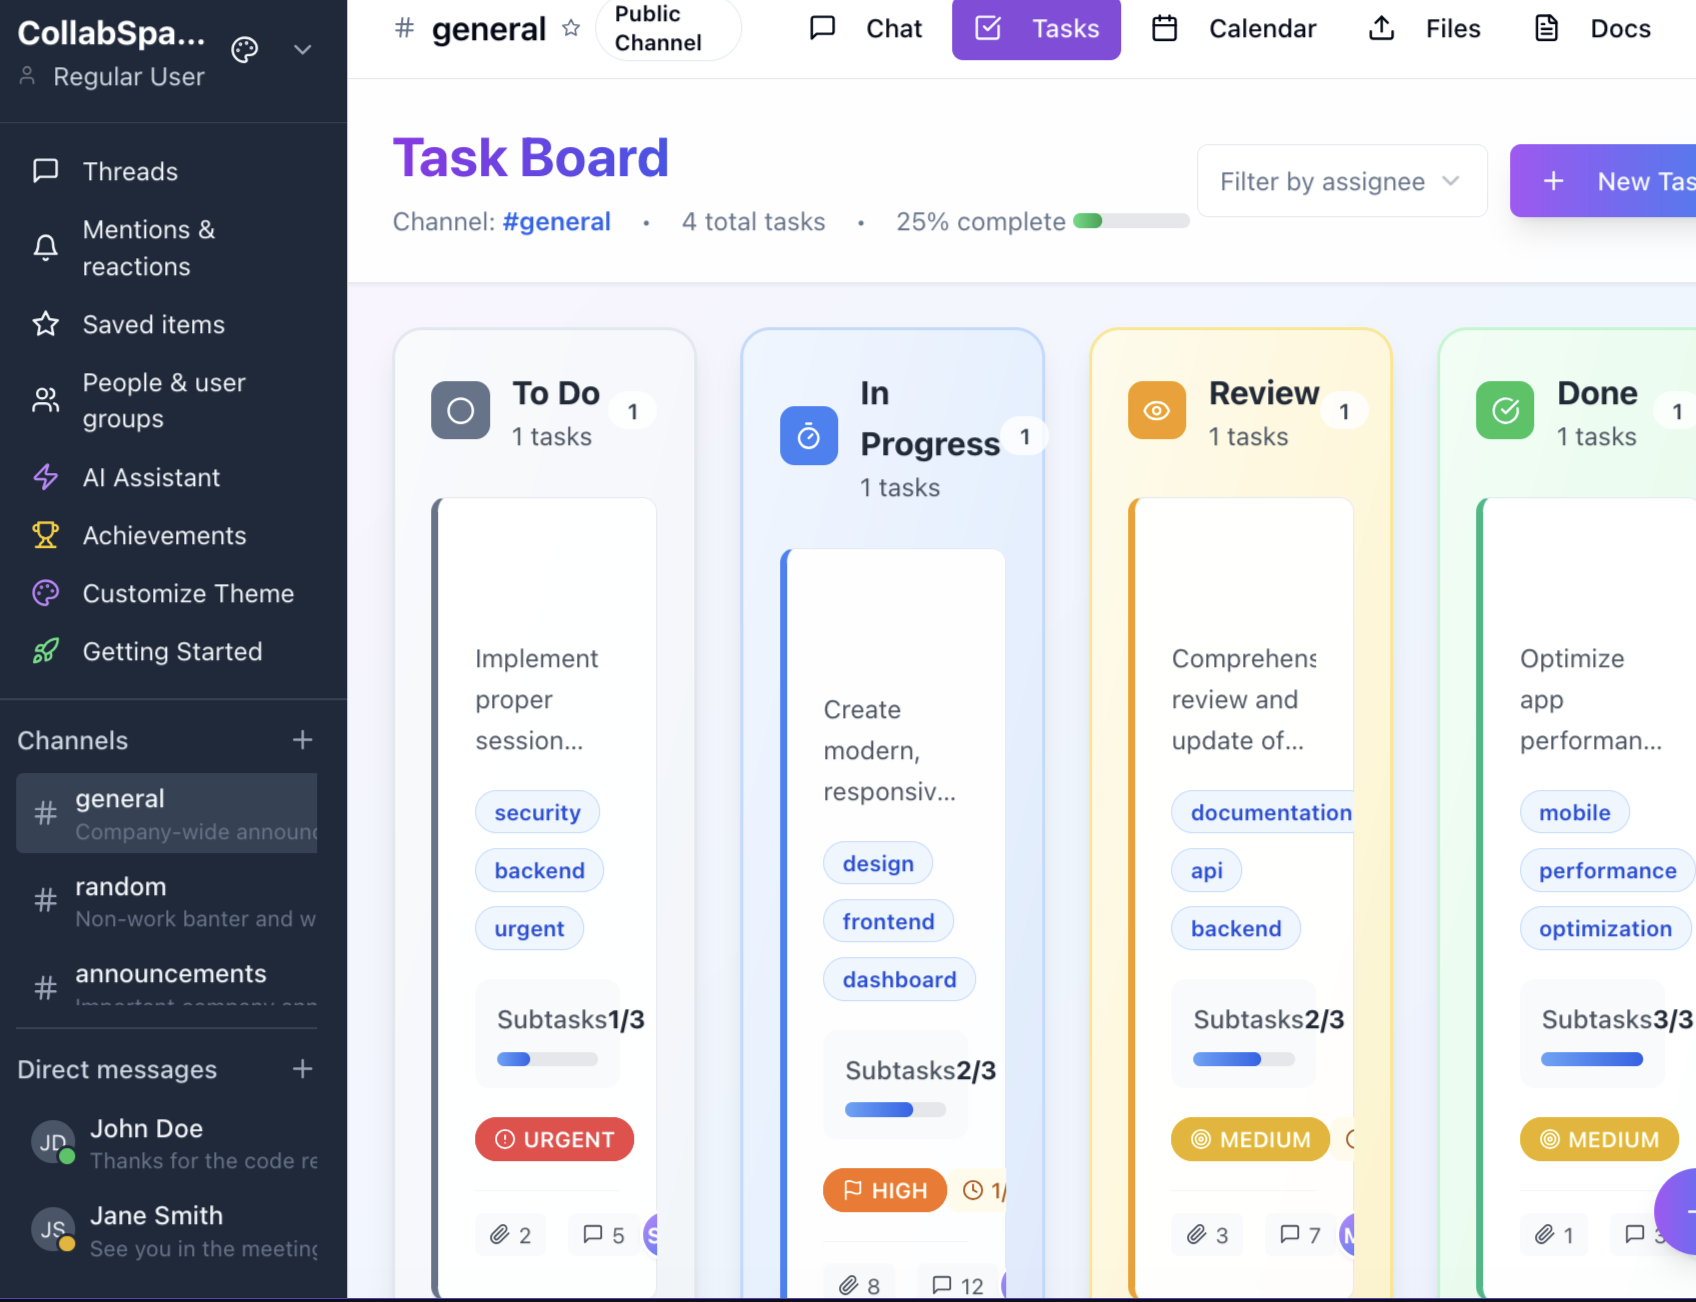 CollabSpa...
Regular User
Threads
Mentions &
reactions
Saved items
People & user
groups
AI Assistant
Achievements
Customize Theme
Getting Started
Channels
general
Company-wide announc
random
Non-work banter and w
announcements
Important company ann
Direct messages
JD
John Doe
Thanks for the code re
JS
Jane Smith
See you in the meeting
# general
Public
Channel
Chat
Tasks
Calendar
Files
Docs
Task Board
Channel: #general • 4 total tasks • 25% complete
Filter by assignee
+ New Tas
To Do
1
1 tasks
Implement
proper
session...
security
backend
urgent
Subtasks1/3
URGENT
2
5
S
In
Progress
1
1 tasks
Create
modern,
responsiv...
design
frontend
dashboard
Subtasks2/3
HIGH
1/
8
12
Review
1
1 tasks
Comprehens
review and
update of...
documentation
api
backend
Subtasks2/3
MEDIUM
3
7
M
Done
1
1 tasks
Optimize
app
performan...
mobile
performance
optimization
Subtasks3/3
MEDIUM
1
3